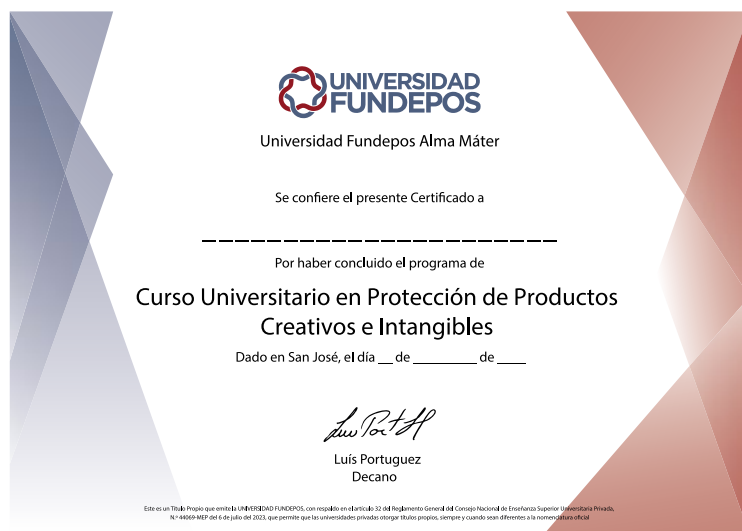 UNIVERSIDAD
FUNDEPOS
Universidad Fundepos Alma Máter
Se confiere el presente Certificado a
______________________
Por haber concluido el programa de
Curso Universitario en Protección de Productos
Creativos e Intangibles
Dado en San José, el día __ de _________ de ____
Luís Portuguez
Decano
Este es un Título Propio que emite la UNIVERSIDAD FUNDEPOS, con respaldo en el artículo 32 del Reglamento General del Consejo Nacional de Enseñanza Superior Universitaria Privada,
N.º 44069-MEP del 6 de julio del 2023, que permite que las universidades privadas otorgar títulos propios, siempre y cuando sean diferentes a la nomenclatura oficial